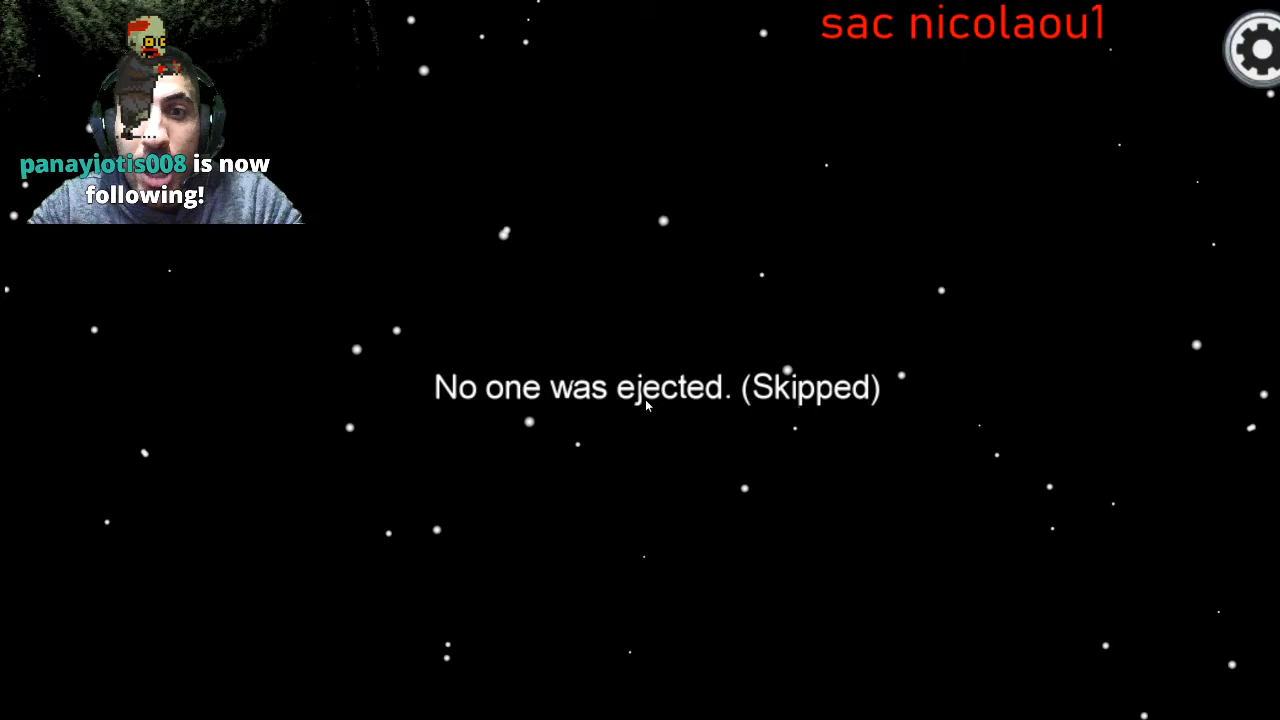 sac nicolaou1
panayiotis008 is now
following!
No one was ejected. (Skipped)